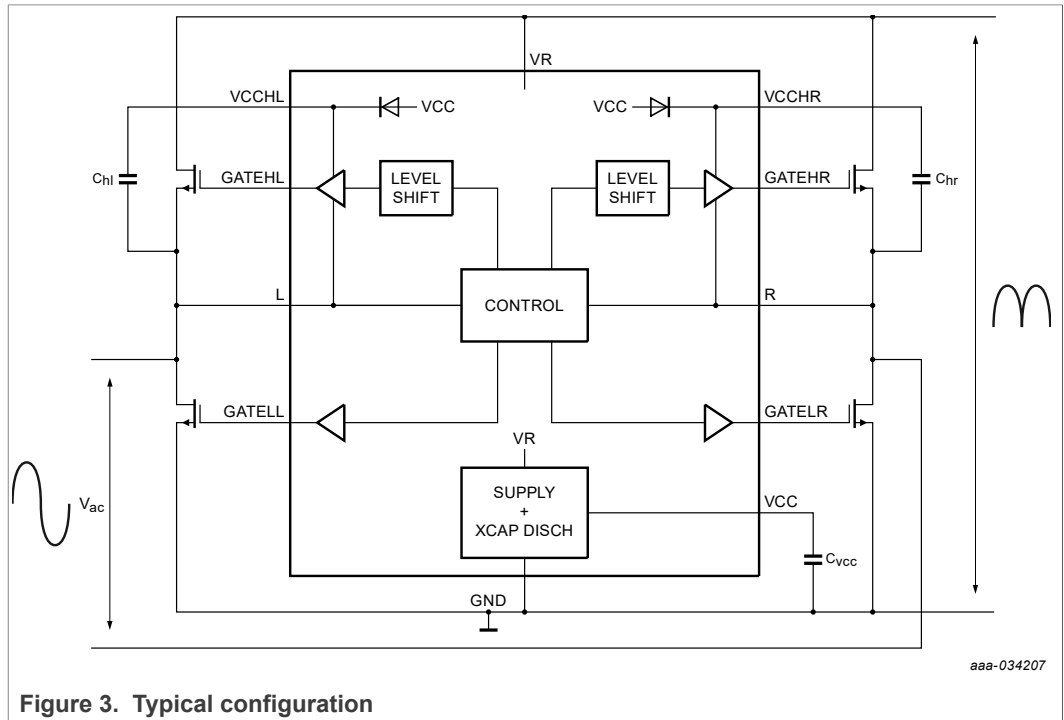 VR
VCCHL
VCC
VCC
VCCHR
Chl
GATEHL
LEVEL
SHIFT
LEVEL
SHIFT
GATEHR
Chr
L
CONTROL
R
GATELL
GATELR
VR
Vac
SUPPLY
+
XCAP DISCH
VCC
Cvcc
GND
aaa-034207
Figure 3. Typical configuration